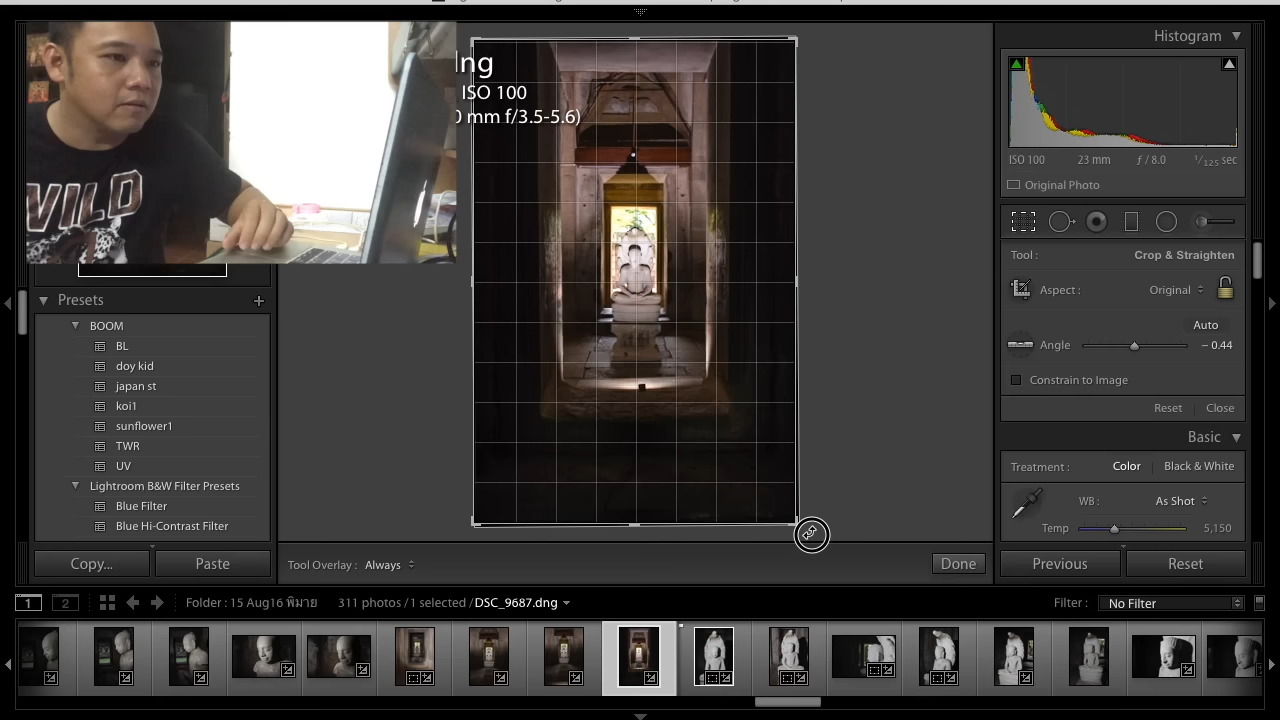 Histogram
dng
ISO 100
0 mm f/3.5-5.6)
WILD
ISO 100 23 mm ƒ / 8.0 1/125 sec
Original Photo
Tool : Crop & Straighten
Aspect : Original
Auto
Angle – 0.44
Constrain to Image
Reset Close
Basic
Treatment : Color Black & White
WB : As Shot
Temp 5,150
Previous Reset
Presets +
BOOM
BL
doy kid
japan st
koi1
sunflower1
TWR
UV
Lightroom B&W Filter Presets
Blue Filter
Blue Hi-Contrast Filter
Copy... Paste
Tool Overlay : Always Done
1 2 Folder : 15 Aug16 พิมาย 311 photos / 1 selected / DSC_9687.dng Filter : No Filter